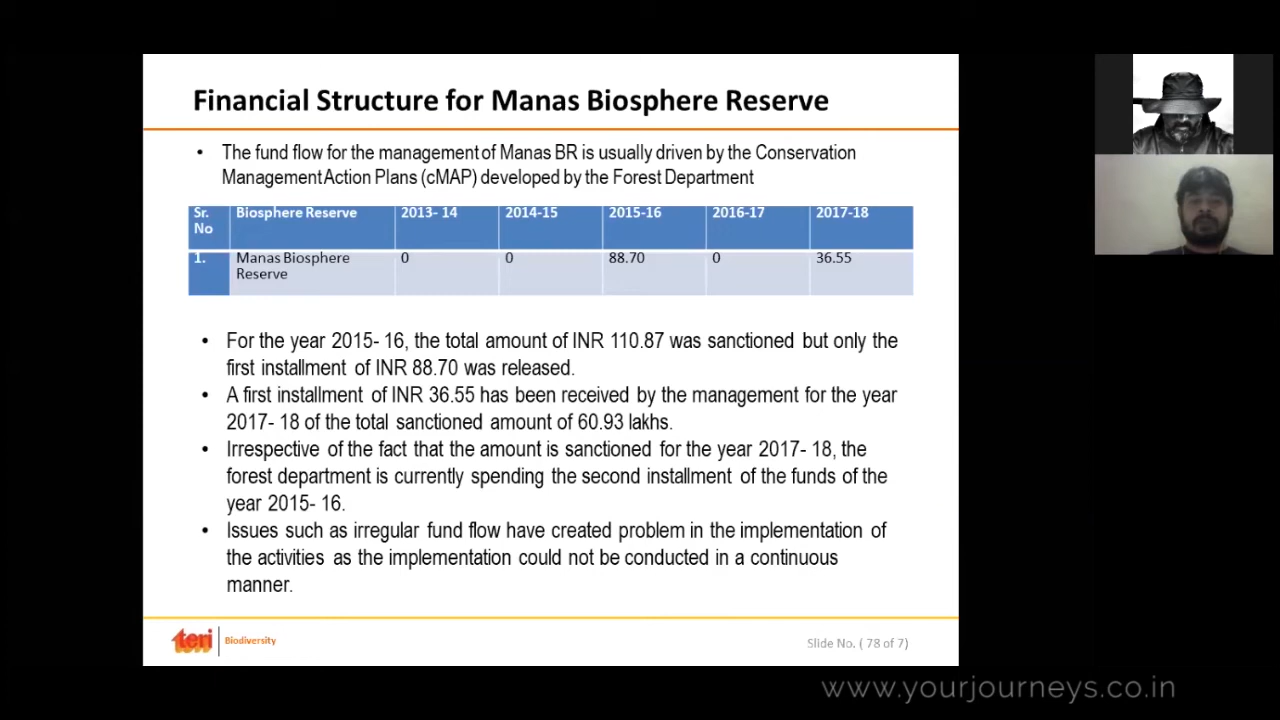 Financial Structure for Manas Biosphere Reserve
• The fund flow for the management of Manas BR is usually driven by the Conservation
Management Action Plans (cMAP) developed by the Forest Department
Sr. No Biosphere Reserve 2013- 14 2014-15 2015-16 2016-17 2017-18
1. Manas Biosphere Reserve 0 0 88.70 0 36.55
• For the year 2015- 16, the total amount of INR 110.87 was sanctioned but only the
first installment of INR 88.70 was released.
• A first installment of INR 36.55 has been received by the management for the year
2017- 18 of the total sanctioned amount of 60.93 lakhs.
• Irrespective of the fact that the amount is sanctioned for the year 2017- 18, the
forest department is currently spending the second installment of the funds of the
year 2015- 16.
• Issues such as irregular fund flow have created problem in the implementation of
the activities as the implementation could not be conducted in a continuous
manner.
teri Biodiversity
Slide No. ( 78 of 7)
www.yourjourneys.co.in